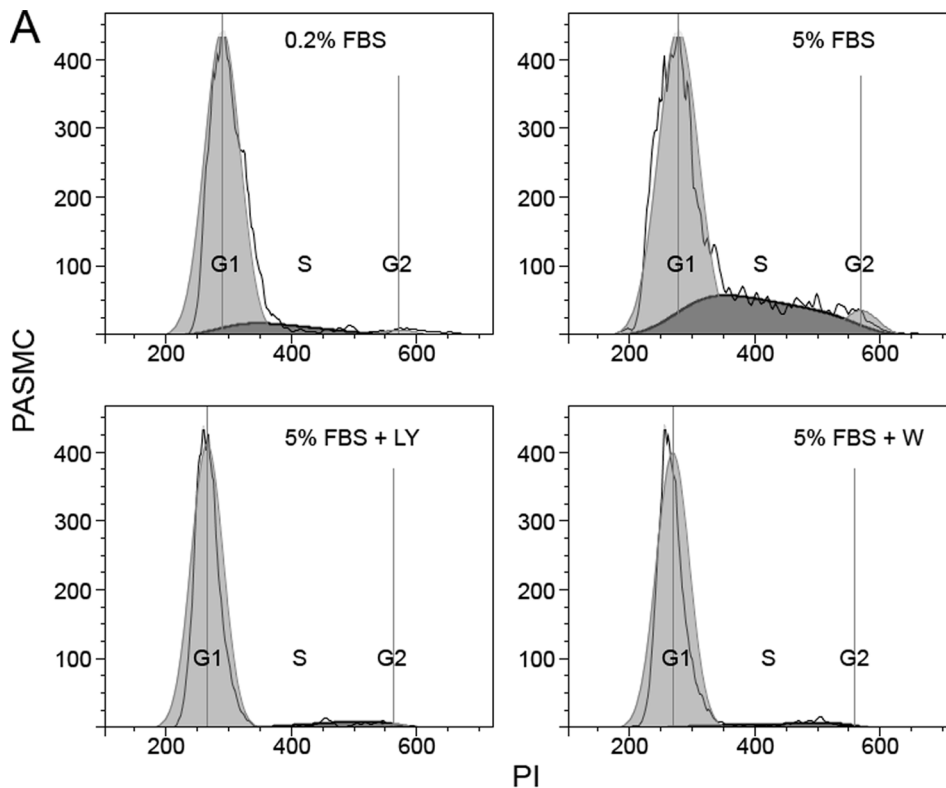 A
0.2% FBS
400
300
200
100
G1 S G2
200 400 600
5% FBS
400
300
200
100
G1 S G2
200 400 600
5% FBS + LY
400
300
200
100
G1 S G2
200 400 600
5% FBS + W
400
300
200
100
G1 S G2
200 400 600
PASMC
PI